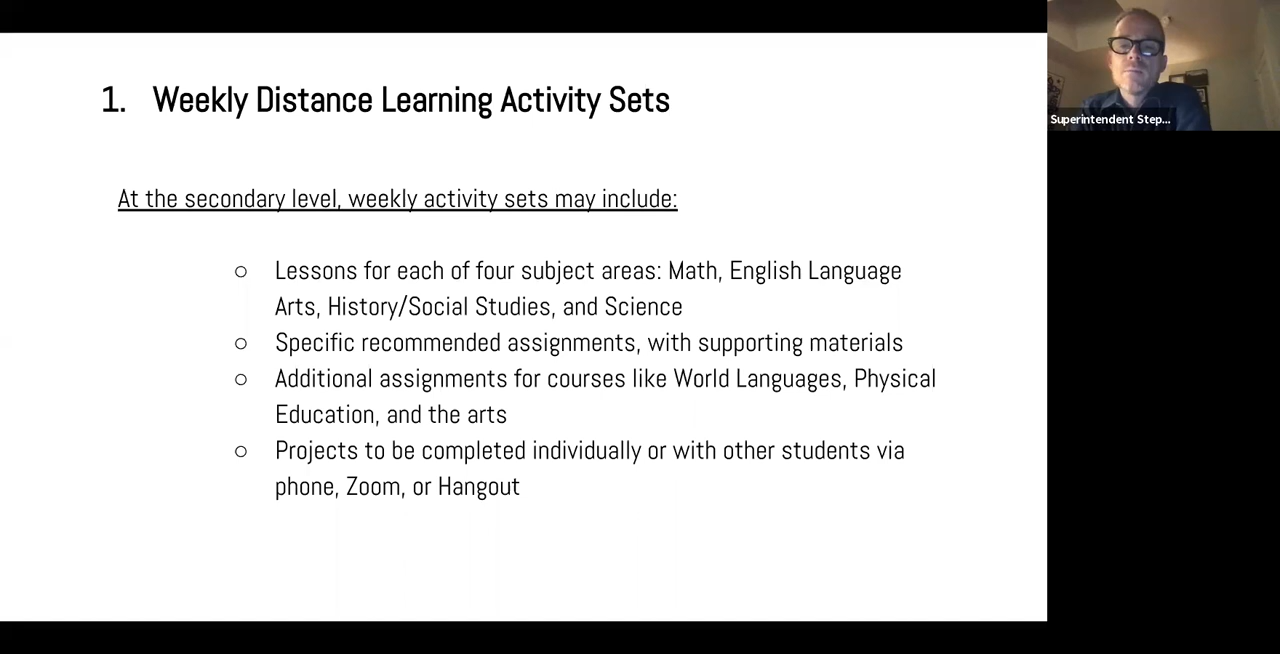 1. Weekly Distance Learning Activity Sets
Superintendent Step...
At the secondary level, weekly activity sets may include:
○ Lessons for each of four subject areas: Math, English Language
Arts, History/Social Studies, and Science
○ Specific recommended assignments, with supporting materials
○ Additional assignments for courses like World Languages, Physical
Education, and the arts
○ Projects to be completed individually or with other students via
phone, Zoom, or Hangout